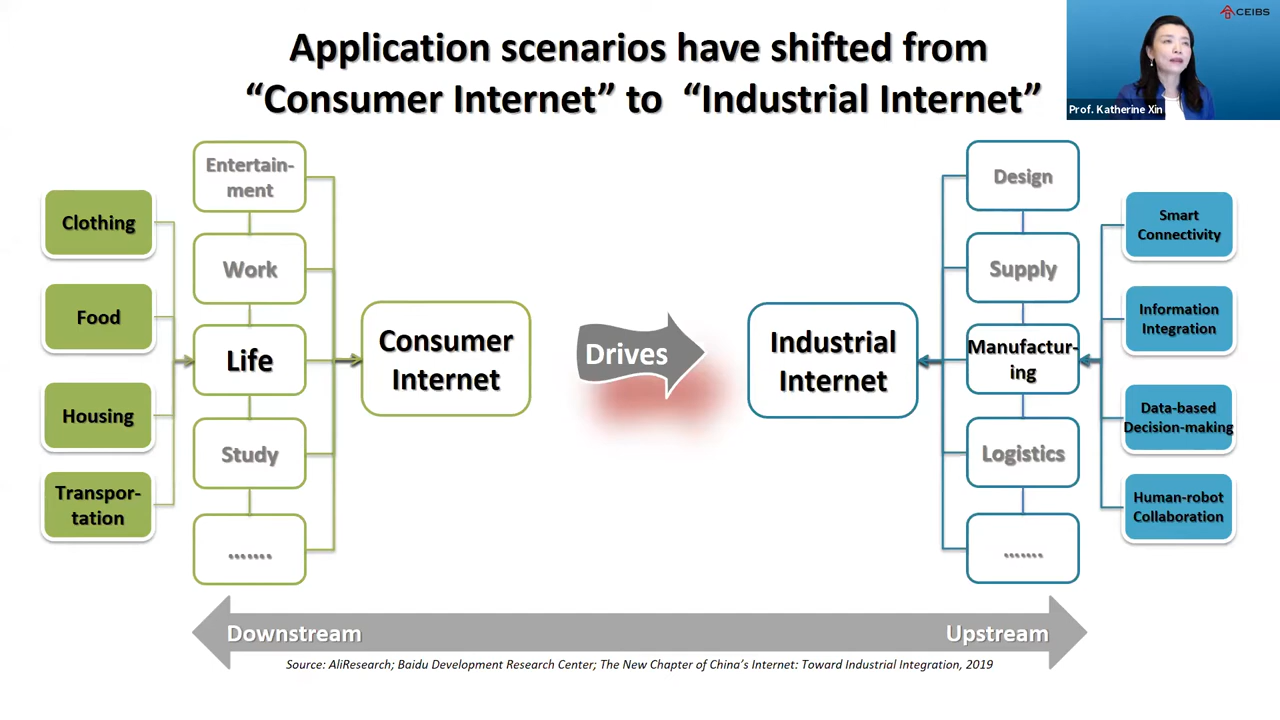 Application scenarios have shifted from
“Consumer Internet” to “Industrial Internet”
CEIBS
Prof. Katherine Xin
Clothing
Food
Housing
Transpor-
tation
Entertain-
ment
Work
Life
Study
.......
Consumer
Internet
Drives
Industrial
Internet
Design
Supply
Manufactur-
ing
Logistics
.......
Smart
Connectivity
Information
Integration
Data-based
Decision-making
Human-robot
Collaboration
Downstream
Upstream
Source: AliResearch; Baidu Development Research Center; The New Chapter of China’s Internet: Toward Industrial Integration, 2019